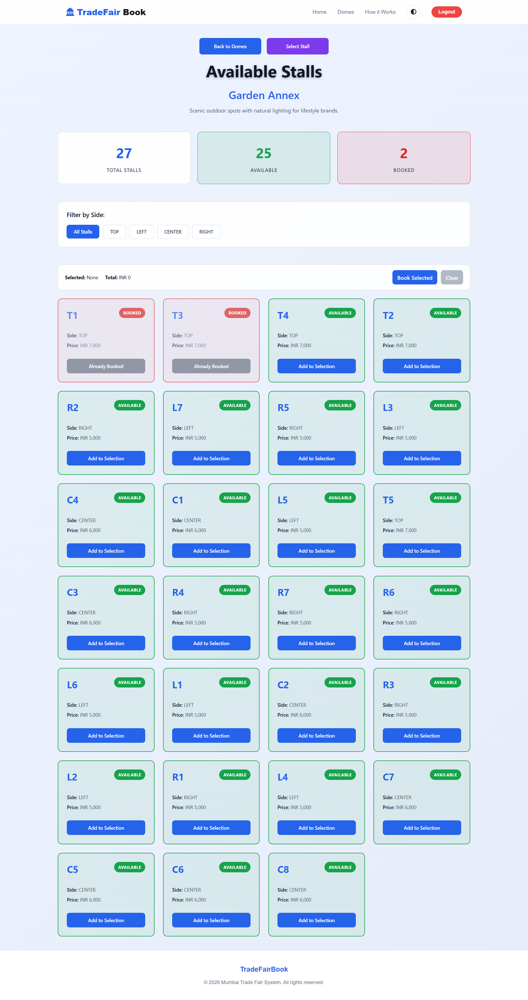 TradeFair Book
Home Domes How it Works Logout
Back to Domes Select Stall
Available Stalls
Garden Annex
Scenic outdoor spots with natural lighting for lifestyle brands.
27 25 2
TOTAL STALLS AVAILABLE BOOKED
Filter by Side:
All Stalls TOP LEFT CENTER RIGHT
Selected: None Total: INR 0 Book Selected Clear
T1 BOOKED T3 BOOKED T4 AVAILABLE T2 AVAILABLE
Side: TOP Side: TOP Side: TOP Side: TOP
Price: INR 7,000 Price: INR 7,000 Price: INR 7,000 Price: INR 7,000
Already Booked Already Booked Add to Selection Add to Selection
R2 AVAILABLE L7 AVAILABLE R5 AVAILABLE L3 AVAILABLE
Side: RIGHT Side: LEFT Side: RIGHT Side: LEFT
Price: INR 5,000 Price: INR 5,000 Price: INR 5,000 Price: INR 5,000
Add to Selection Add to Selection Add to Selection Add to Selection
C4 AVAILABLE C1 AVAILABLE L5 AVAILABLE T5 AVAILABLE
Side: CENTER Side: CENTER Side: LEFT Side: TOP
Price: INR 6,000 Price: INR 6,000 Price: INR 5,000 Price: INR 7,000
Add to Selection Add to Selection Add to Selection Add to Selection
C3 AVAILABLE R4 AVAILABLE R7 AVAILABLE R6 AVAILABLE
Side: CENTER Side: RIGHT Side: RIGHT Side: RIGHT
Price: INR 6,000 Price: INR 5,000 Price: INR 5,000 Price: INR 5,000
Add to Selection Add to Selection Add to Selection Add to Selection
L6 AVAILABLE L1 AVAILABLE C2 AVAILABLE R3 AVAILABLE
Side: LEFT Side: LEFT Side: CENTER Side: RIGHT
Price: INR 5,000 Price: INR 5,000 Price: INR 6,000 Price: INR 5,000
Add to Selection Add to Selection Add to Selection Add to Selection
L2 AVAILABLE R1 AVAILABLE L4 AVAILABLE C7 AVAILABLE
Side: LEFT Side: RIGHT Side: LEFT Side: CENTER
Price: INR 5,000 Price: INR 5,000 Price: INR 5,000 Price: INR 6,000
Add to Selection Add to Selection Add to Selection Add to Selection
C5 AVAILABLE C6 AVAILABLE C8 AVAILABLE
Side: CENTER Side: CENTER Side: CENTER
Price: INR 6,000 Price: INR 6,000 Price: INR 6,000
Add to Selection Add to Selection Add to Selection
TradeFairBook
© 2026 Mumbai Trade Fair System. All rights reserved.